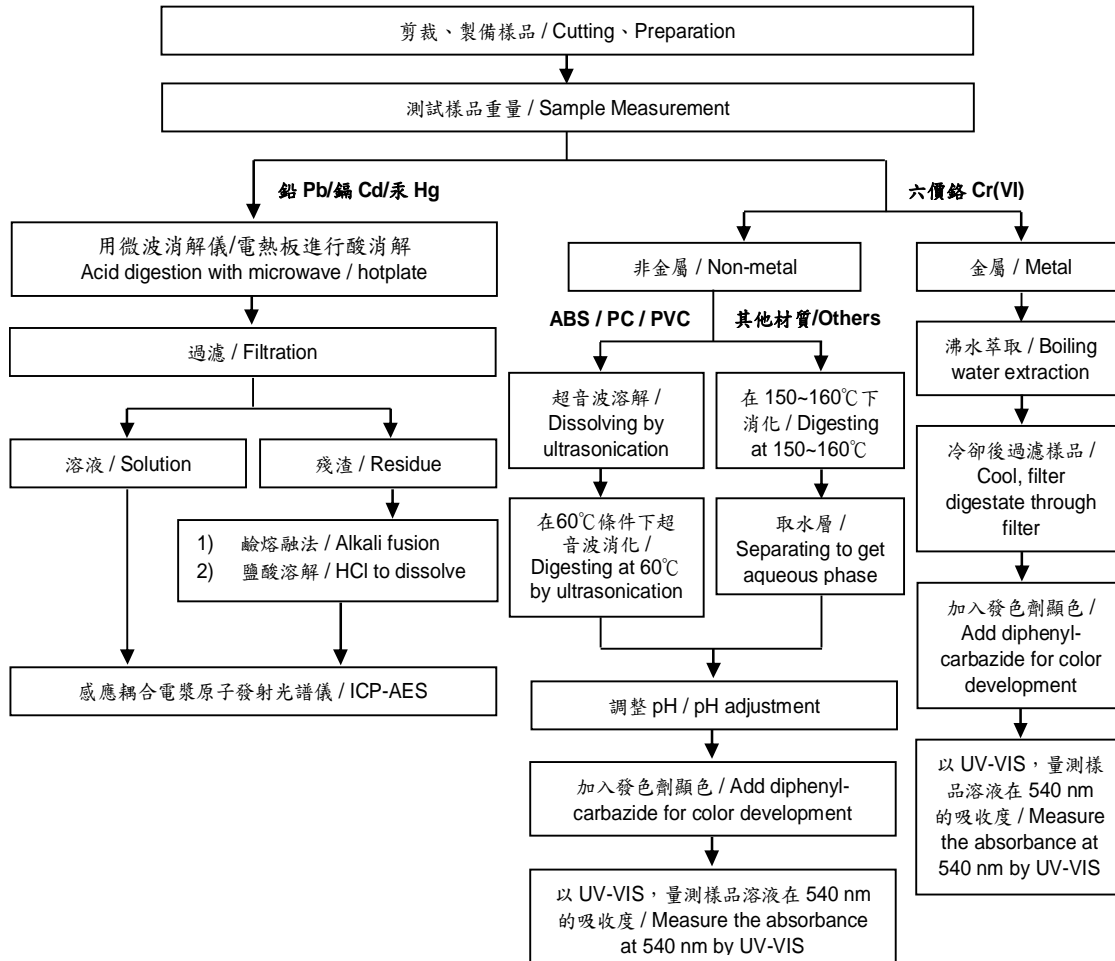 剪裁、製備樣品 / Cutting、Preparation
測試樣品重量 / Sample Measurement
鉛 Pb/鎘 Cd/汞 Hg
六價鉻 Cr(VI)
用微波消解儀/電熱板進行酸消解
Acid digestion with microwave / hotplate
非金屬 / Non-metal
金屬 / Metal
ABS / PC / PVC
其他材質/Others
過濾 / Filtration
沸水萃取 / Boiling
water extraction
超音波溶解 /
Dissolving by
ultrasonication
在 150~160℃下
消化 / Digesting
at 150~160℃
溶液 / Solution
殘渣 / Residue
冷卻後過濾樣品 /
Cool, filter
digestate through
filter
1) 鹼熔融法 / Alkali fusion
2) 鹽酸溶解 / HCl to dissolve
在60℃條件下超
音波消化 /
Digesting at 60℃
by ultrasonication
取水層 /
Separating to get
aqueous phase
加入發色劑顯色 /
Add diphenyl-
carbazide for color
development
感應耦合電漿原子發射光譜儀 / ICP-AES
調整 pH / pH adjustment
加入發色劑顯色 / Add diphenyl-
carbazide for color development
以 UV-VIS，量測樣
品溶液在 540 nm
的吸收度 / Measure
the absorbance at
540 nm by UV-VIS
以 UV-VIS，量測樣品溶液在 540 nm
的吸收度 / Measure the absorbance
at 540 nm by UV-VIS